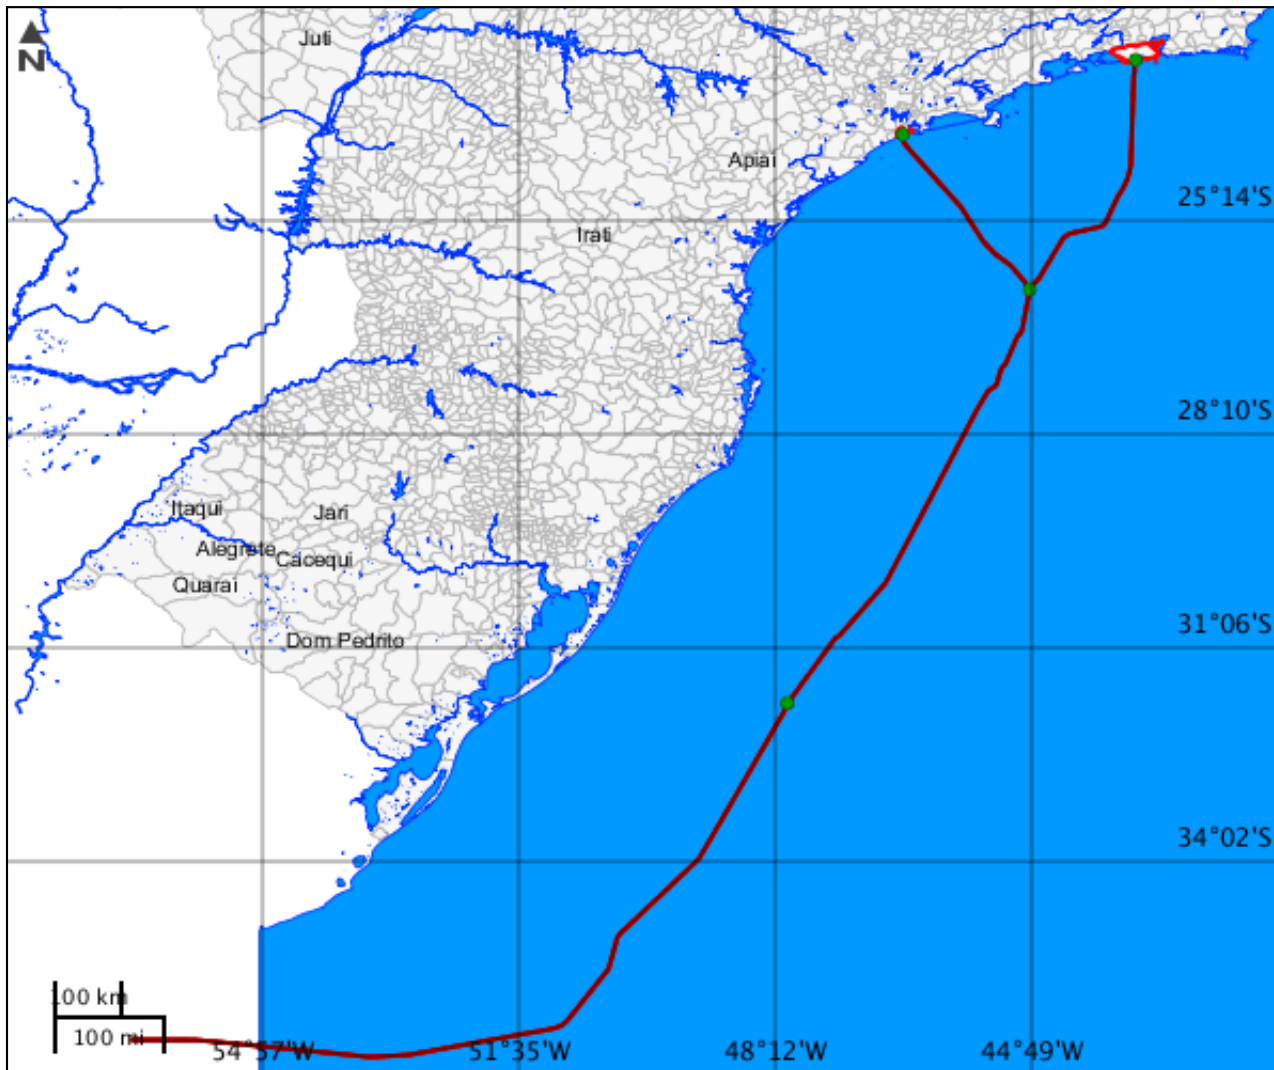 N
Juti
Apiaí
25°14'S
Irati
28°10'S
Itaqui
Jari
Alegrete
Cacequi
Quaraí
31°06'S
Dom Pedrito
34°02'S
100 km
100 mi
54°57'W
51°35'W
48°12'W
44°49'W